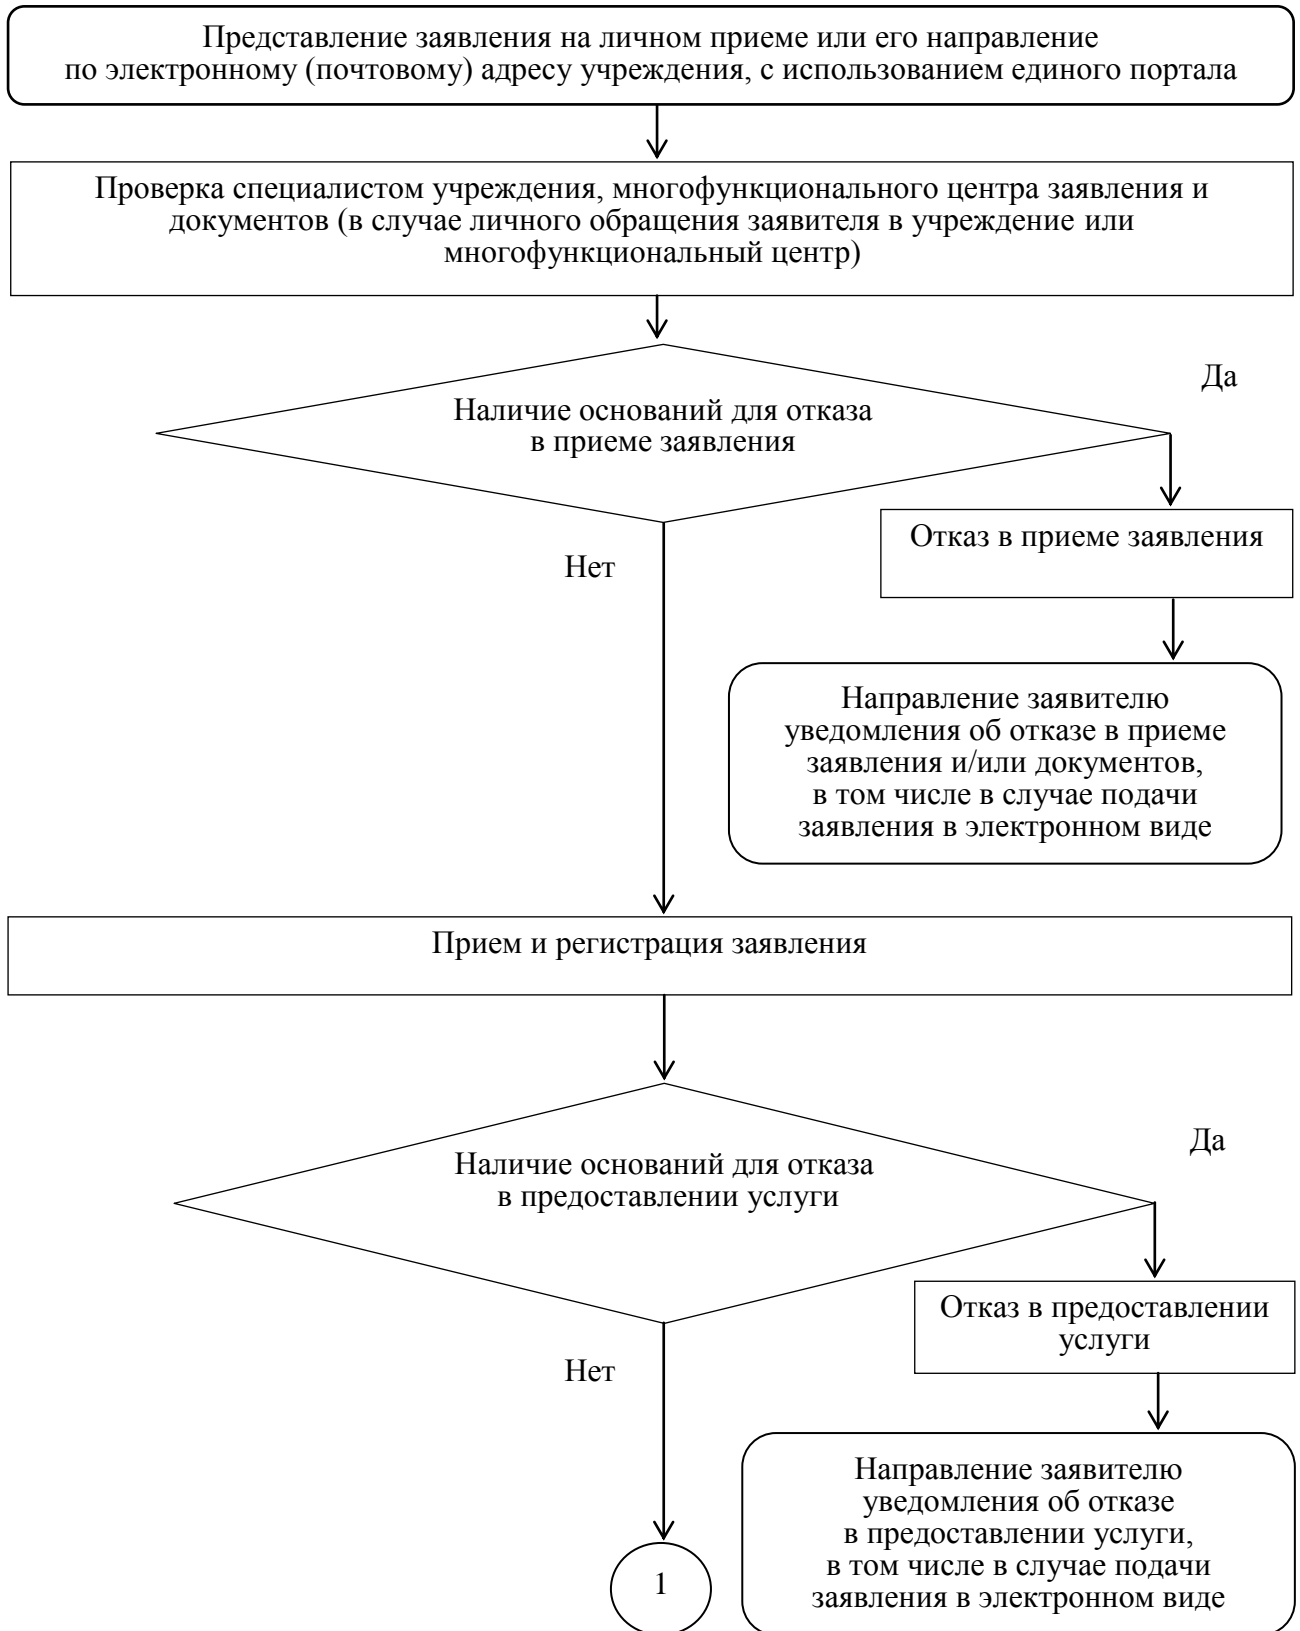 Представление заявления на личном приеме или его направление
по электронному (почтовому) адресу учреждения, с использованием единого портала
Проверка специалистом учреждения, многофункционального центра заявления и
документов (в случае личного обращения заявителя в учреждение или
многофункциональный центр)
Да
Наличие оснований для отказа
в приеме заявления
Отказ в приеме заявления
Нет
Направление заявителю
уведомления об отказе в приеме
заявления и/или документов,
в том числе в случае подачи
заявления в электронном виде
Прием и регистрация заявления
Да
Наличие оснований для отказа
в предоставлении услуги
Отказ в предоставлении
услуги
Нет
Направление заявителю
уведомления об отказе
в предоставлении услуги,
в том числе в случае подачи
заявления в электронном виде
1